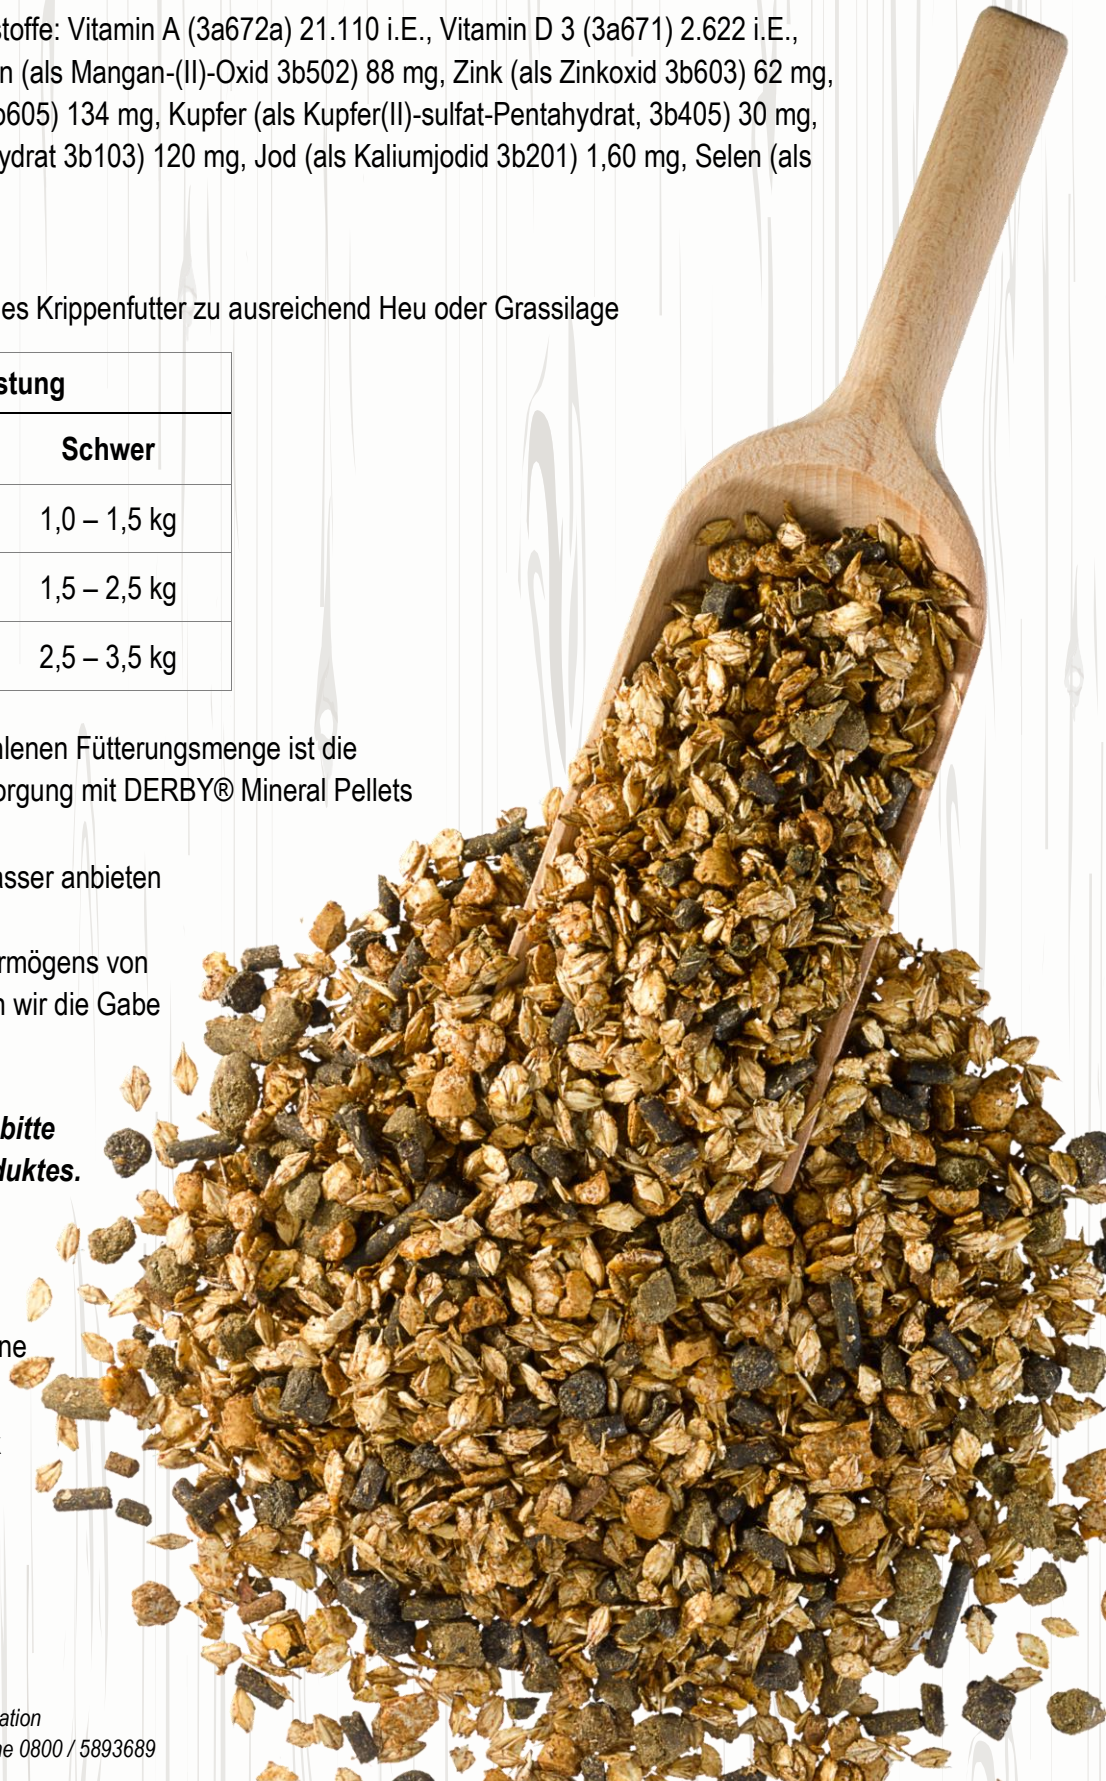 toffe: Vitamin A (3a672a) 21.110 i.E., Vitamin D 3 (3a671) 2.622 i.E.,
n (als Mangan-(II)-Oxid 3b502) 88 mg, Zink (als Zinkoxid 3b603) 62 mg,
b605) 134 mg, Kupfer (als Kupfer(II)-sulfat-Pentahydrat, 3b405) 30 mg,
ydrat 3b103) 120 mg, Jod (als Kaliumjodid 3b201) 1,60 mg, Selen (als
es Krippenfutter zu ausreichend Heu oder Grassilage
stung
Schwer
1,0 – 1,5 kg
1,5 – 2,5 kg
2,5 – 3,5 kg
hlenen Fütterungsmenge ist die
orgung mit DERBY® Mineral Pellets
asser anbieten
rmögens von
n wir die Gabe
bitte
duktes.
ne
ation
ne 0800 / 5893689